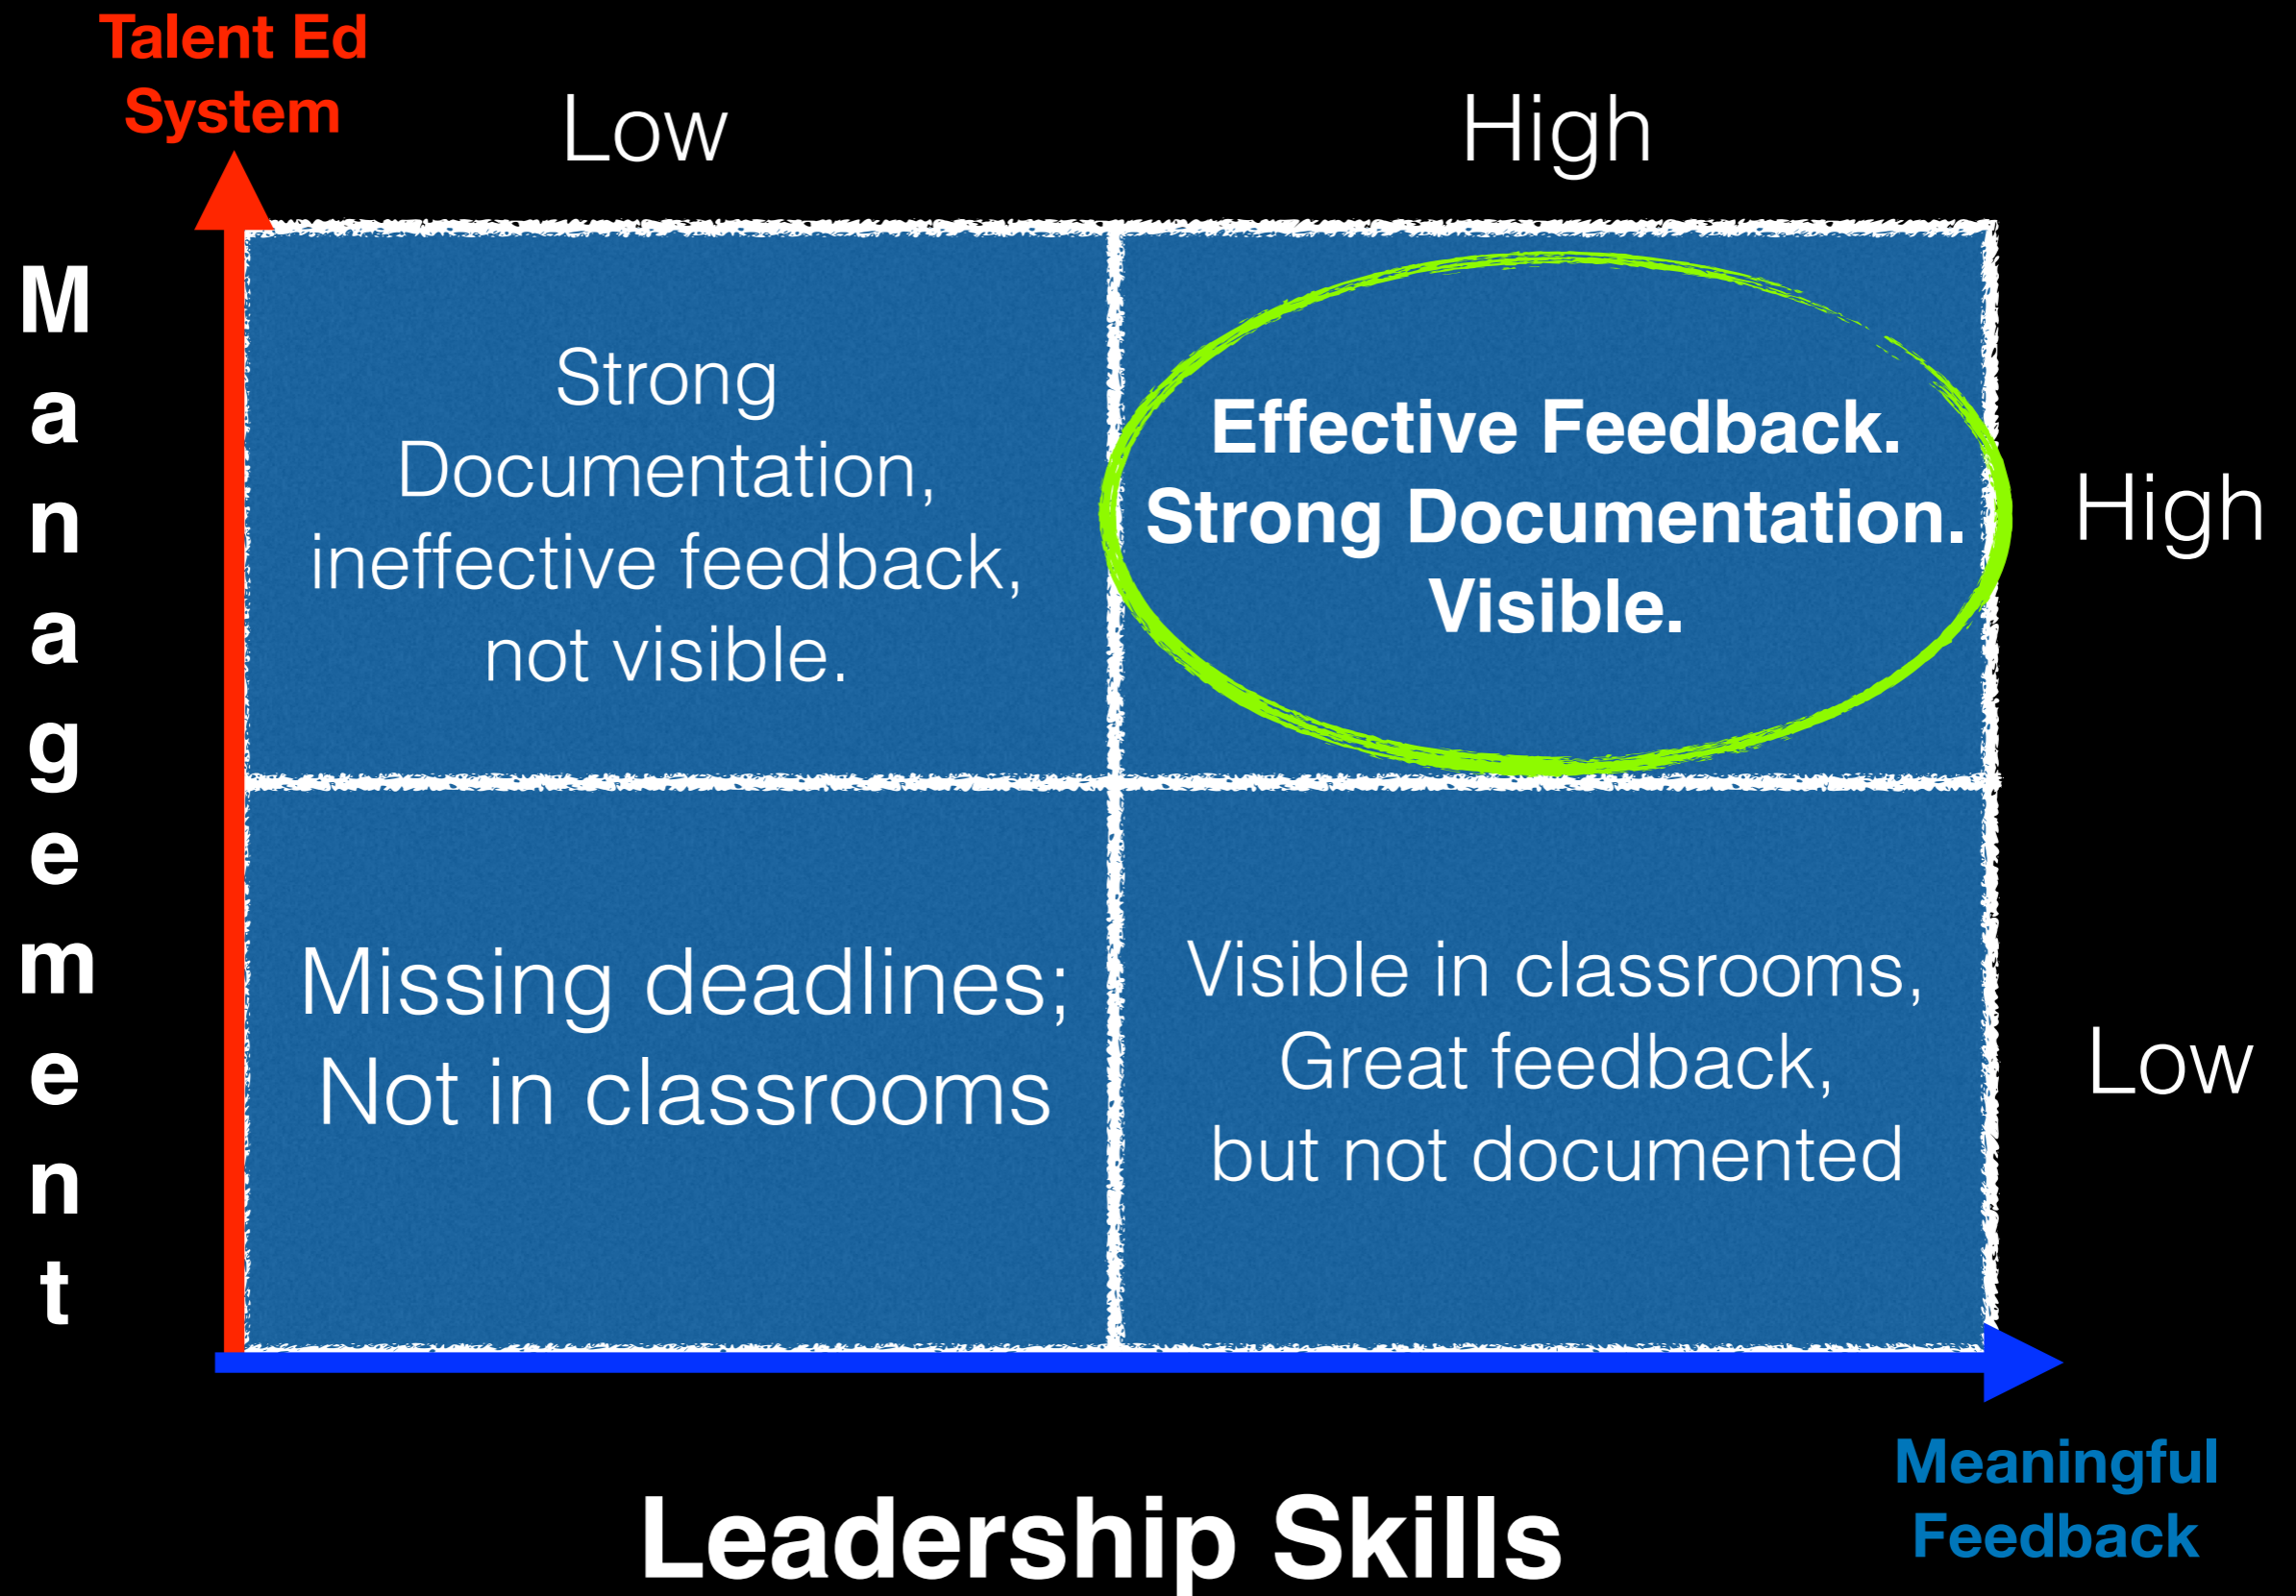 Talent Ed
System
Low
High
Management
Strong
Documentation,
ineffective feedback,
not visible.
Effective Feedback.
Strong Documentation.
Visible.
High
Missing deadlines;
Not in classrooms
Visible in classrooms,
Great feedback,
but not documented
Low
Meaningful
Feedback
Leadership Skills